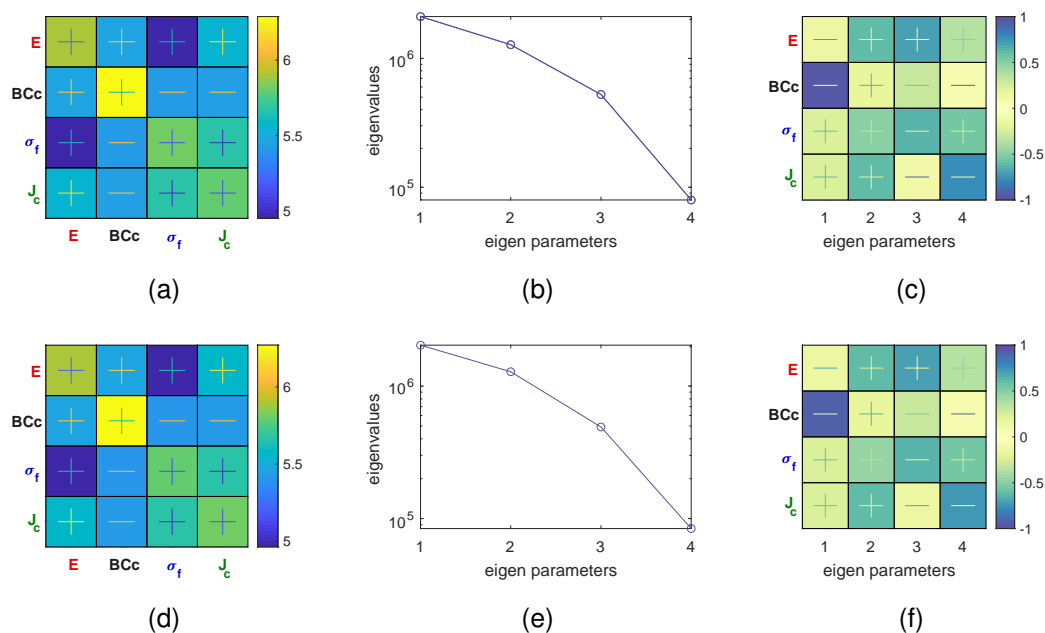 E
BCc
σf
Jc
E BCc σf Jc
6
5.5
5
(a)
eigenvalues
10^6
10^5
1 2 3 4
eigen parameters
(b)
E
BCc
σf
Jc
1 2 3 4
eigen parameters
1
0.5
0
-0.5
-1
(c)
E
BCc
σf
Jc
E BCc σf Jc
6
5.5
5
(d)
eigenvalues
10^6
10^5
1 2 3 4
eigen parameters
(e)
E
BCc
σf
Jc
1 2 3 4
eigen parameters
1
0.5
0
-0.5
-1
(f)